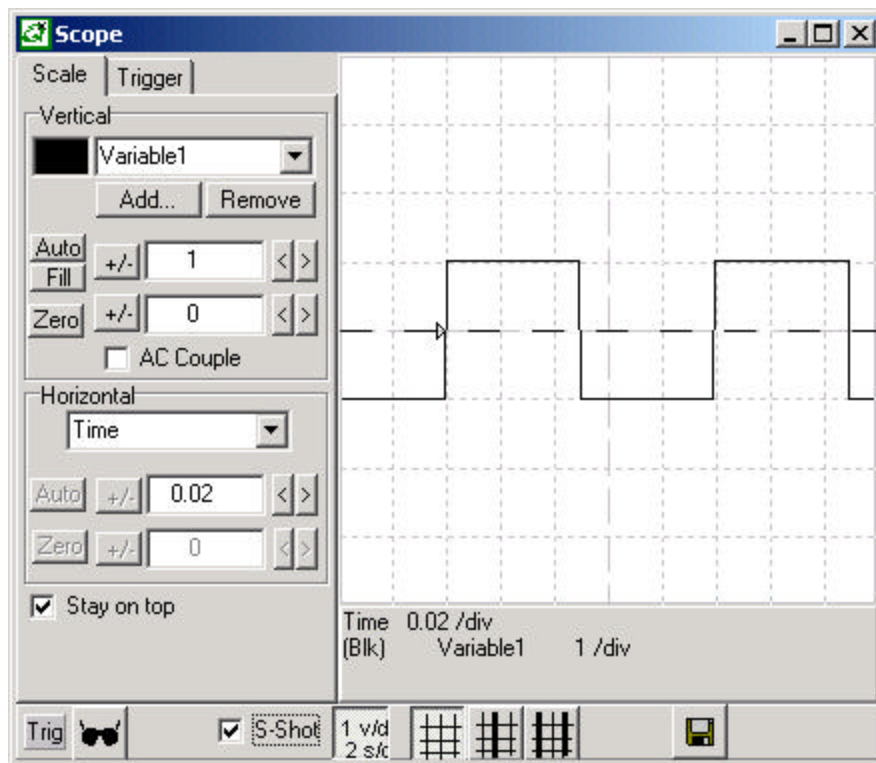 Scope
Scale Trigger
Vertical
Variable1
Add... Remove
Auto +/- 1 < >
Fill
Zero +/- 0 < >
AC Couple
Horizontal
Time
Auto +/- 0.02 < >
Zero +/- 0 < >
Stay on top
Time 0.02 /div
(Blk) Variable1 1 /div
Trig S-Shot 1 v/d
2 s/c